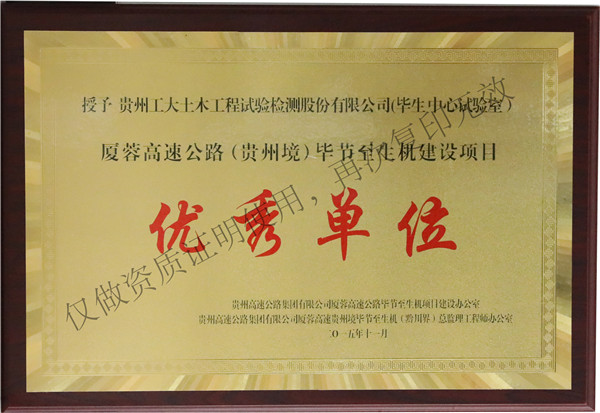 授予 贵州工大土木工程试验检测股份有限公司(毕生中心试验室)
厦蓉高速公路(贵州境)毕节至生机建设项目
优秀单位
贵州高速公路集团有限公司厦蓉高速公路毕节至生机项目建设办公室
贵州高速公路集团有限公司厦蓉高速贵州境毕节至生机(黔川界)总监理工程师办公室
二〇一五年十一月
仅做资质证明使用，再次复印无效